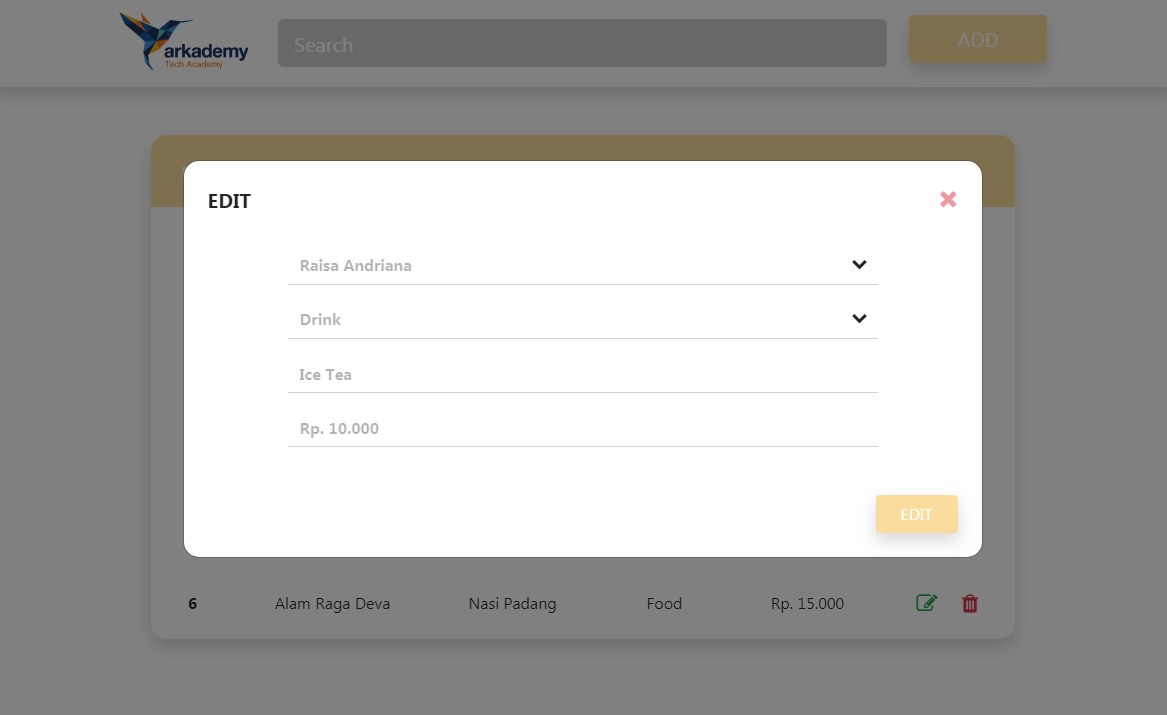 arkademy
Tech Academy
Search
ADD
EDIT
Raisa Andriana
Drink
Ice Tea
Rp. 10.000
EDIT
6 Alam Raga Deva Nasi Padang Food Rp. 15.000